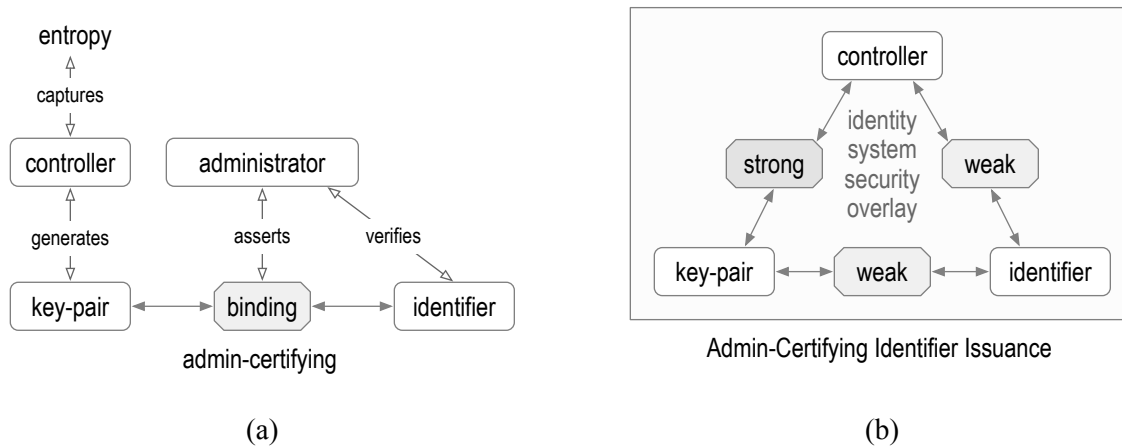 entropy
captures
controller
administrator
generates
asserts
verifies
key-pair
binding
identifier
admin-certifying
(a)
controller
identity
system
security
overlay
strong
weak
key-pair
weak
identifier
Admin-Certifying Identifier Issuance
(b)